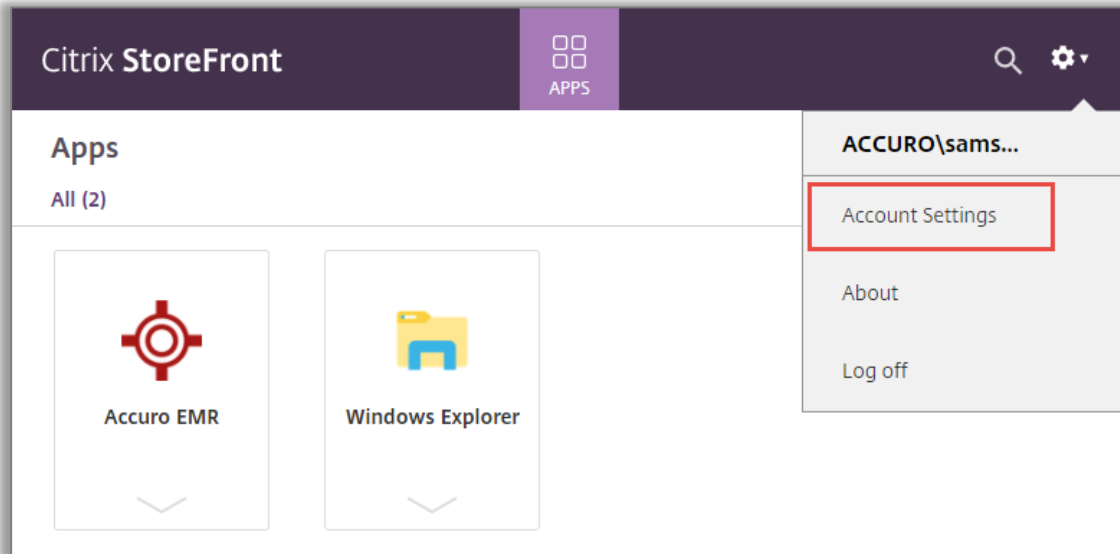 Citrix StoreFront
APPS
Apps
All (2)
ACCURO\sams...
Account Settings
About
Log off
Accuro EMR
Windows Explorer